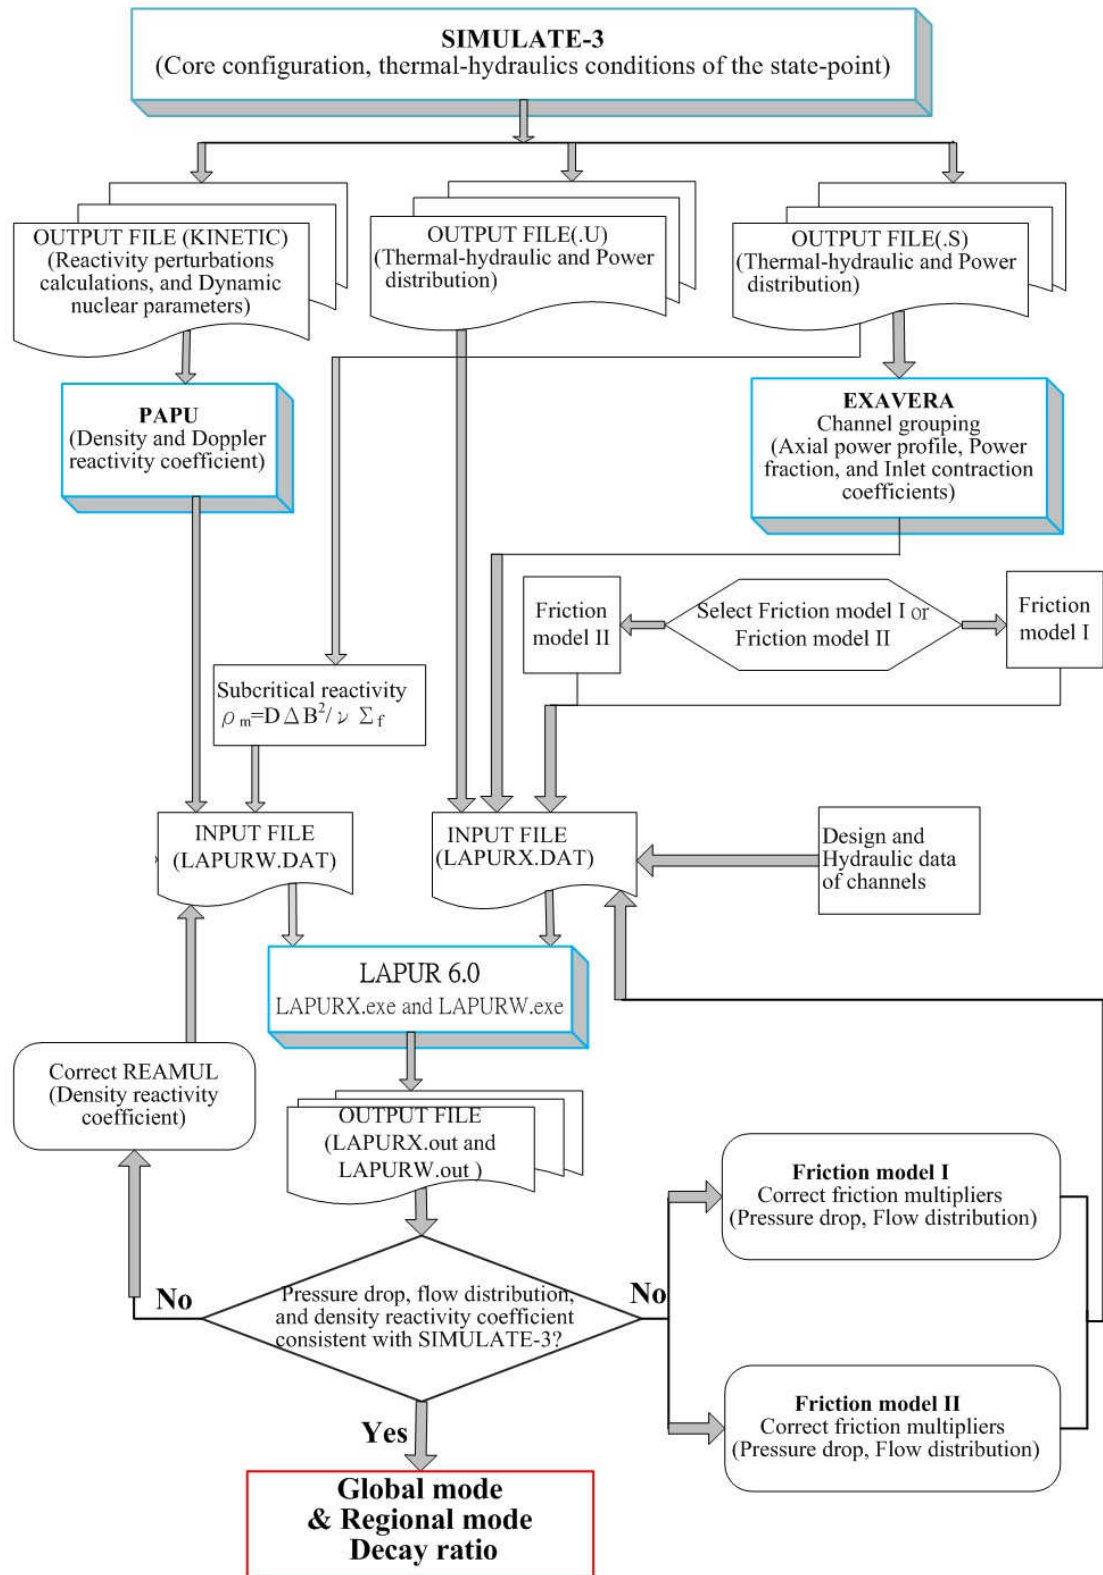 SIMULATE-3
(Core configuration, thermal-hydraulics conditions of the state-point)
OUTPUT FILE (KINETIC)
(Reactivity perturbations
calculations, and Dynamic
nuclear parameters)
OUTPUT FILE(.U)
(Thermal-hydraulic and Power
distribution)
OUTPUT FILE(.S)
(Thermal-hydraulic and Power
distribution)
PAPU
(Density and Doppler
reactivity coefficient)
EXAVERA
Channel grouping
(Axial power profile, Power
fraction, and Inlet contraction
coefficients)
Friction
model II
Select Friction model I or
Friction model II
Friction
model I
Subcritical reactivity
ρ m=DΔB²/ν Σf
INPUT FILE
(LAPURW.DAT)
INPUT FILE
(LAPURX.DAT)
Design and
Hydraulic data
of channels
LAPUR 6.0
LAPURX.exe and LAPURW.exe
Correct REAMUL
(Density reactivity
coefficient)
OUTPUT FILE
(LAPURX.out and
LAPURW.out )
Friction model I
Correct friction multipliers
(Pressure drop, Flow distribution)
No
Pressure drop, flow distribution,
and density reactivity coefficient
consistent with SIMULATE-3?
No
Friction model II
Correct friction multipliers
(Pressure drop, Flow distribution)
Yes
Global mode
& Regional mode
Decay ratio